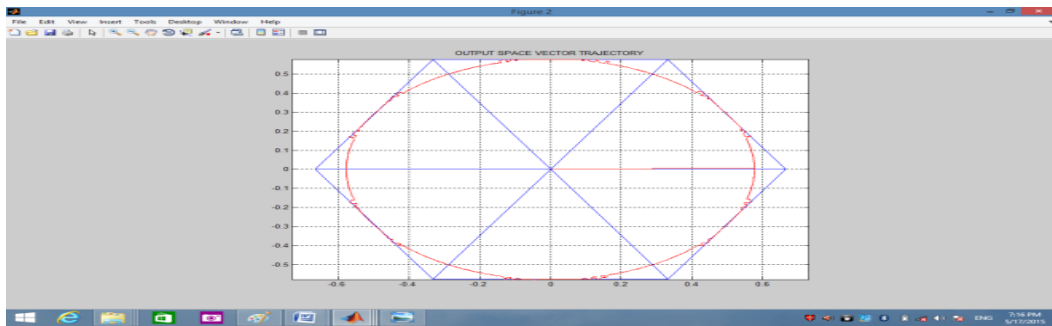 Figure 2
File Edit View Insert Tools Desktop Window Help
OUTPUT SPACE VECTOR TRAJECTORY
0.5
0.4
0.3
0.2
0.1
0
-0.1
-0.2
-0.3
-0.4
-0.5
-0.6 -0.4 -0.2 0 0.2 0.4 0.6
ENG 7:16 PM
5/17/2015